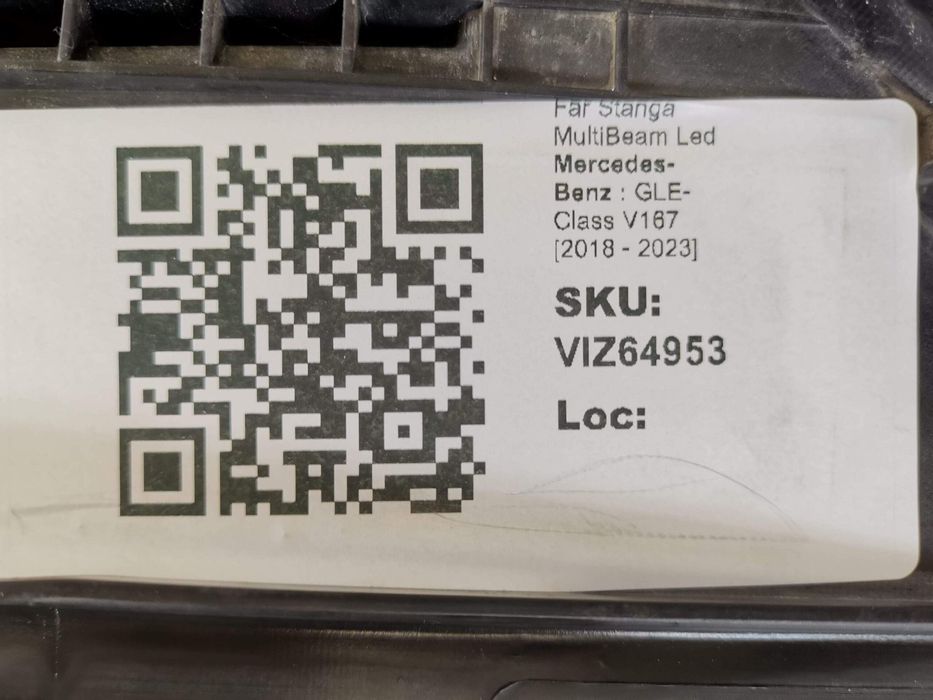 Far Stanga
MultiBeam Led
Mercedes-
Benz : GLE-
Class V167
[2018 - 2023]
SKU:
VIZ64953
Loc: